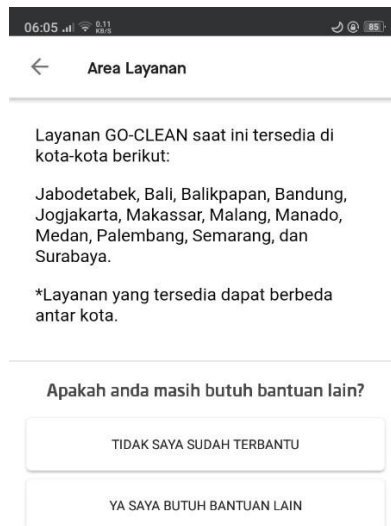 06:05 0.11 KB/S 85
Area Layanan
Layanan GO-CLEAN saat ini tersedia di
kota-kota berikut:
Jabodetabek, Bali, Balikpapan, Bandung,
Jogjakarta, Makassar, Malang, Manado,
Medan, Palembang, Semarang, dan
Surabaya.
*Layanan yang tersedia dapat berbeda
antar kota.
Apakah anda masih butuh bantuan lain?
TIDAK SAYA SUDAH TERBANTU
YA SAYA BUTUH BANTUAN LAIN